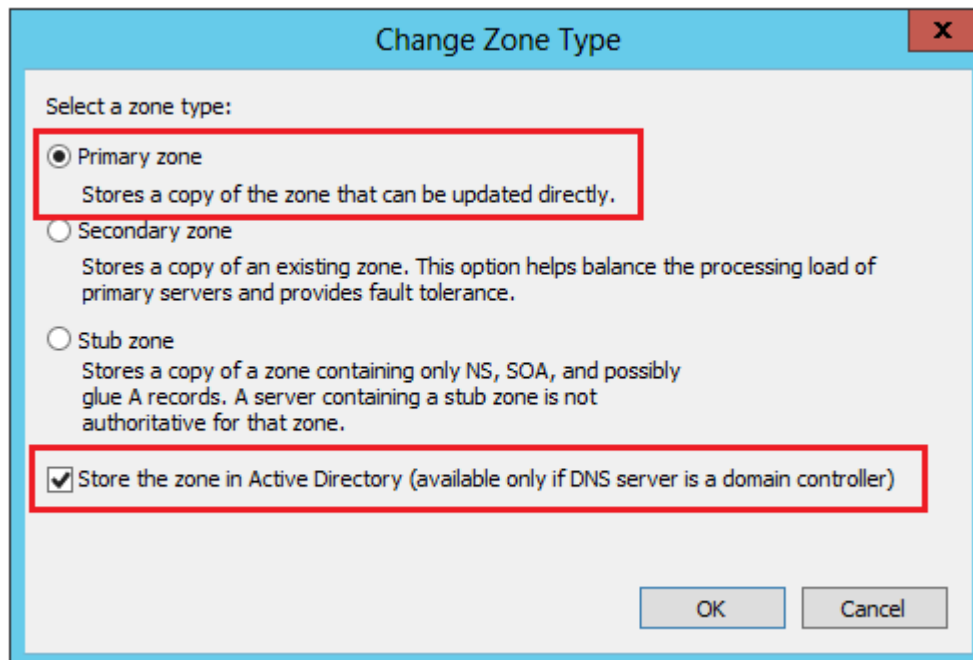 Change Zone Type
x
Select a zone type:
Primary zone
Stores a copy of the zone that can be updated directly.
Secondary zone
Stores a copy of an existing zone. This option helps balance the processing load of
primary servers and provides fault tolerance.
Stub zone
Stores a copy of a zone containing only NS, SOA, and possibly
glue A records. A server containing a stub zone is not
authoritative for that zone.
Store the zone in Active Directory (available only if DNS server is a domain controller)
OK
Cancel